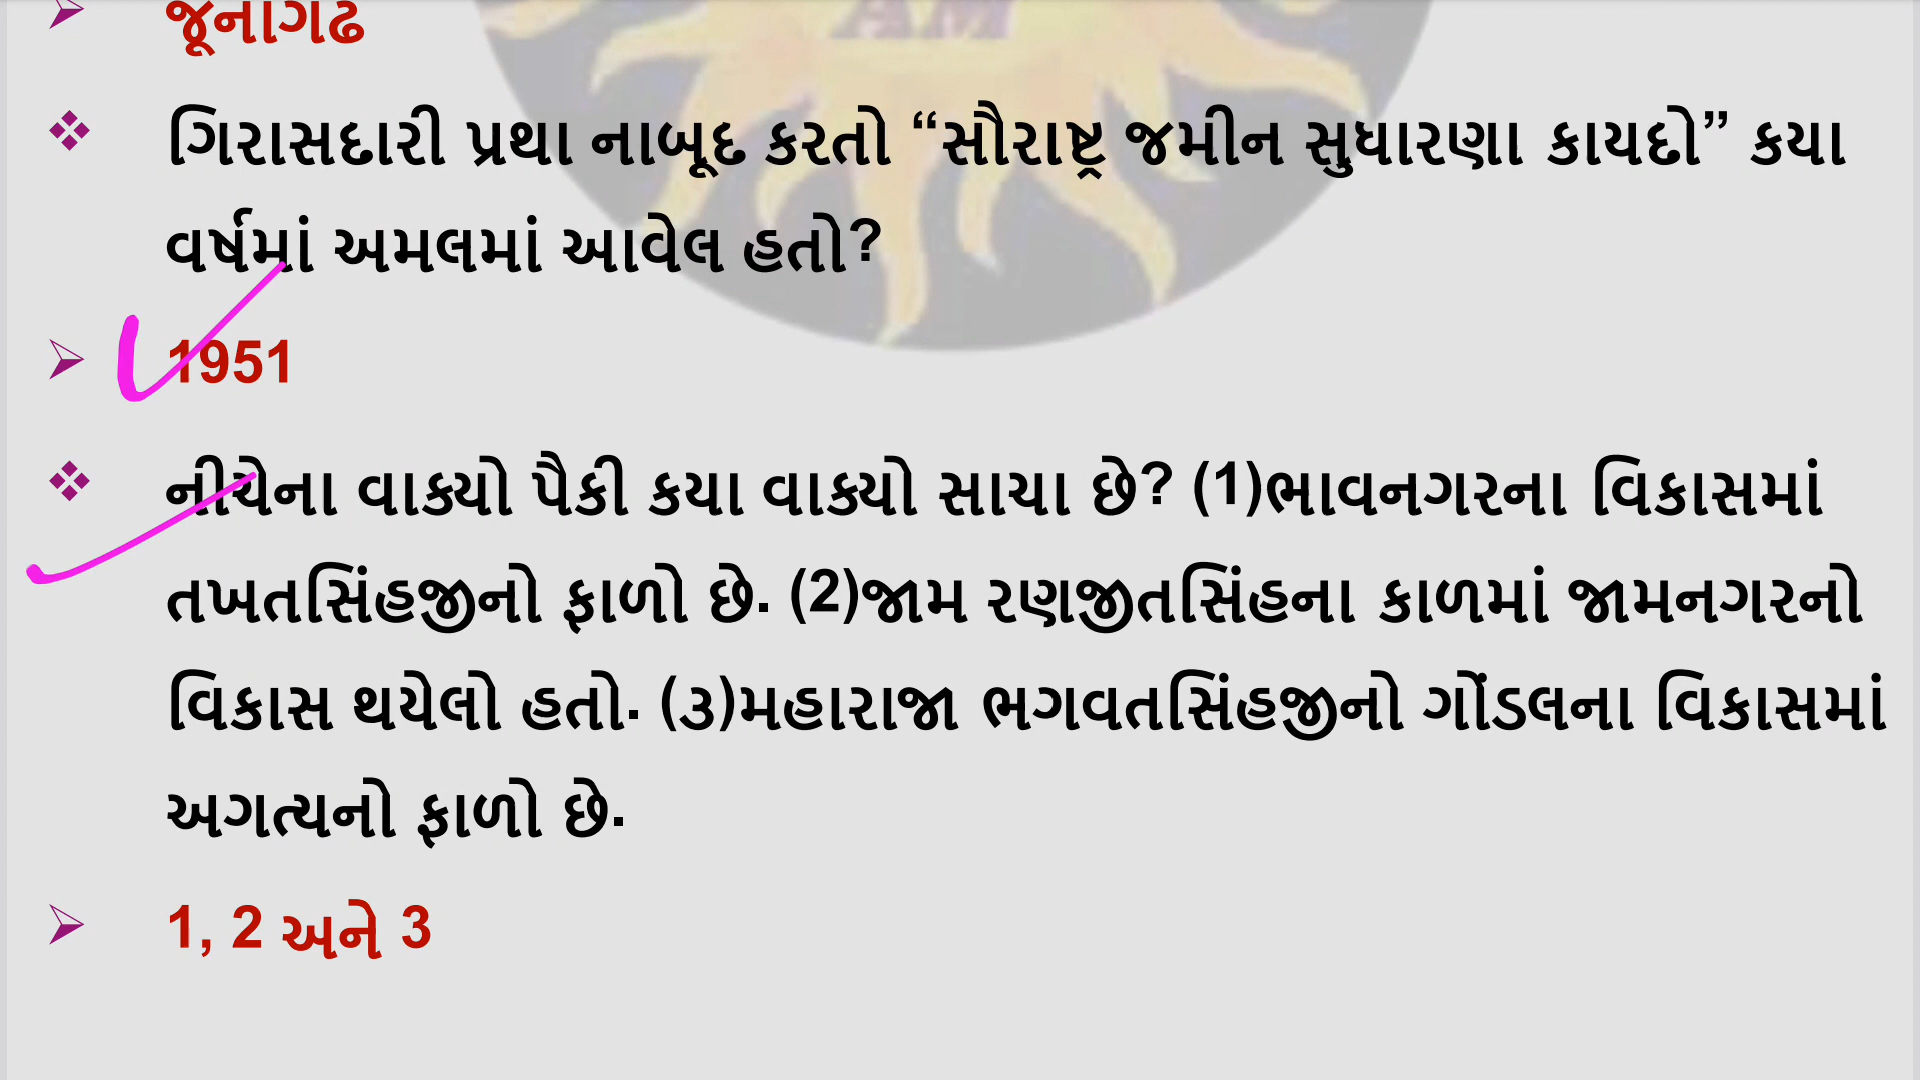 જૂનાગઢ
ગિરાસદારી પ્રથા નાબૂદ કરતો “સૌરાષ્ટ્ર જમીન સુધારણા કાયદો” કયા
વર્ષમાં અમલમાં આવેલ હતો?
1951
નીચેના વાક્યો પૈકી કયા વાક્યો સાચા છે? (1)ભાવનગરના વિકાસમાં
તખતસિંહજીનો ફાળો છે. (2)જામ રણજીતસિંહના કાળમાં જામનગરનો
વિકાસ થયેલો હતો. (૩)મહારાજા ભગવતસિંહજીનો ગોંડલના વિકાસમાં
અગત્યનો ફાળો છે.
1, 2 અને 3